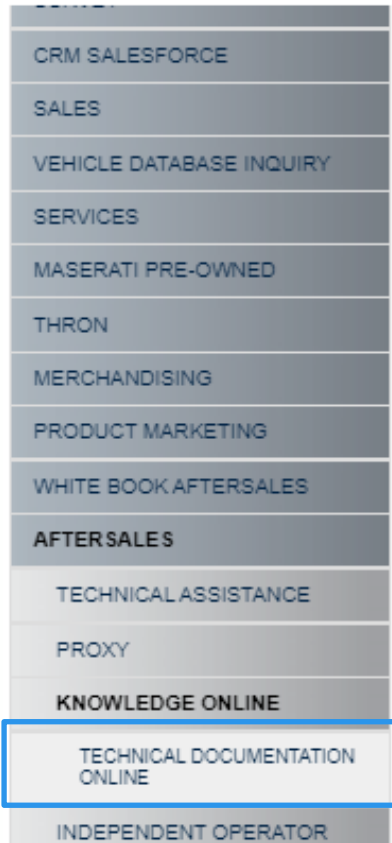 CRM SALESFORCE
SALES
VEHICLE DATABASE INQUIRY
SERVICES
MASERATI PRE-OWNED
THRON
MERCHANDISING
PRODUCT MARKETING
WHITE BOOK AFTERSALES
AFTERSALES
TECHNICAL ASSISTANCE
PROXY
KNOWLEDGE ONLINE
TECHNICAL DOCUMENTATION
ONLINE
INDEPENDENT OPERATOR